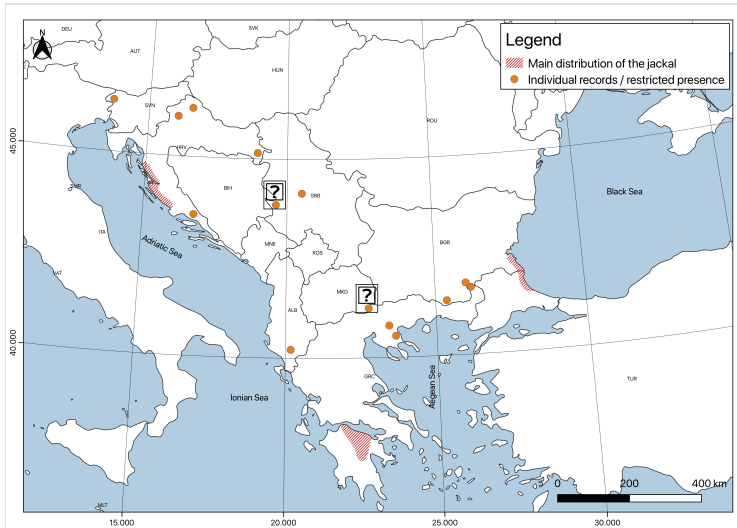 DEU
SVK
N
AUT
Legend
HUN
Main distribution of the jackal
Individual records / restricted presence
SVN
ROU
45.000
HRV
SMR
BIH
?
SRB
Black Sea
ITA
Adriatic Sea
MNE
BGR
KOS
VAT
MKD
?
ALB
40.000
GRC
Aegean Sea
TUR
Ionian Sea
0 200 400 km
MLT
15.000 20.000 25.000 30.000